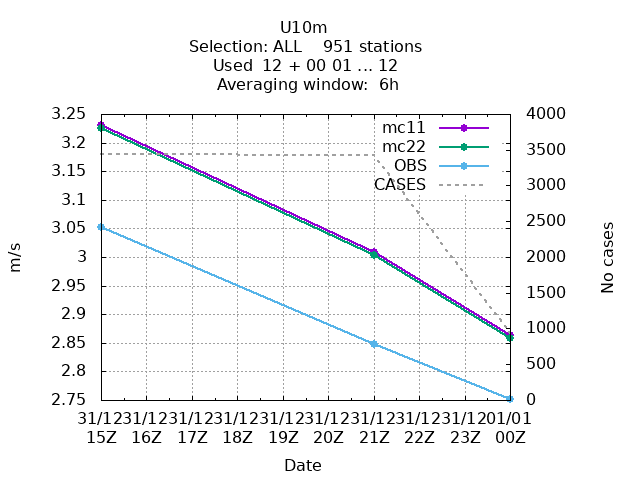 U10m
Selection: ALL    951 stations
Used  12 + 00 01 ... 12
Averaging window:  6h
3.25
3.2
3.15
3.1
3.05
3
2.95
2.9
2.85
2.8
2.75
m/s
mc11
mc22
OBS
CASES
4000
3500
3000
2500
2000
1500
1000
500
0
No cases
31/12 31/12 31/12 31/12 31/12 31/12 31/12 31/12 31/12 01/01
15Z 16Z 17Z 18Z 19Z 20Z 21Z 22Z 23Z 00Z
Date